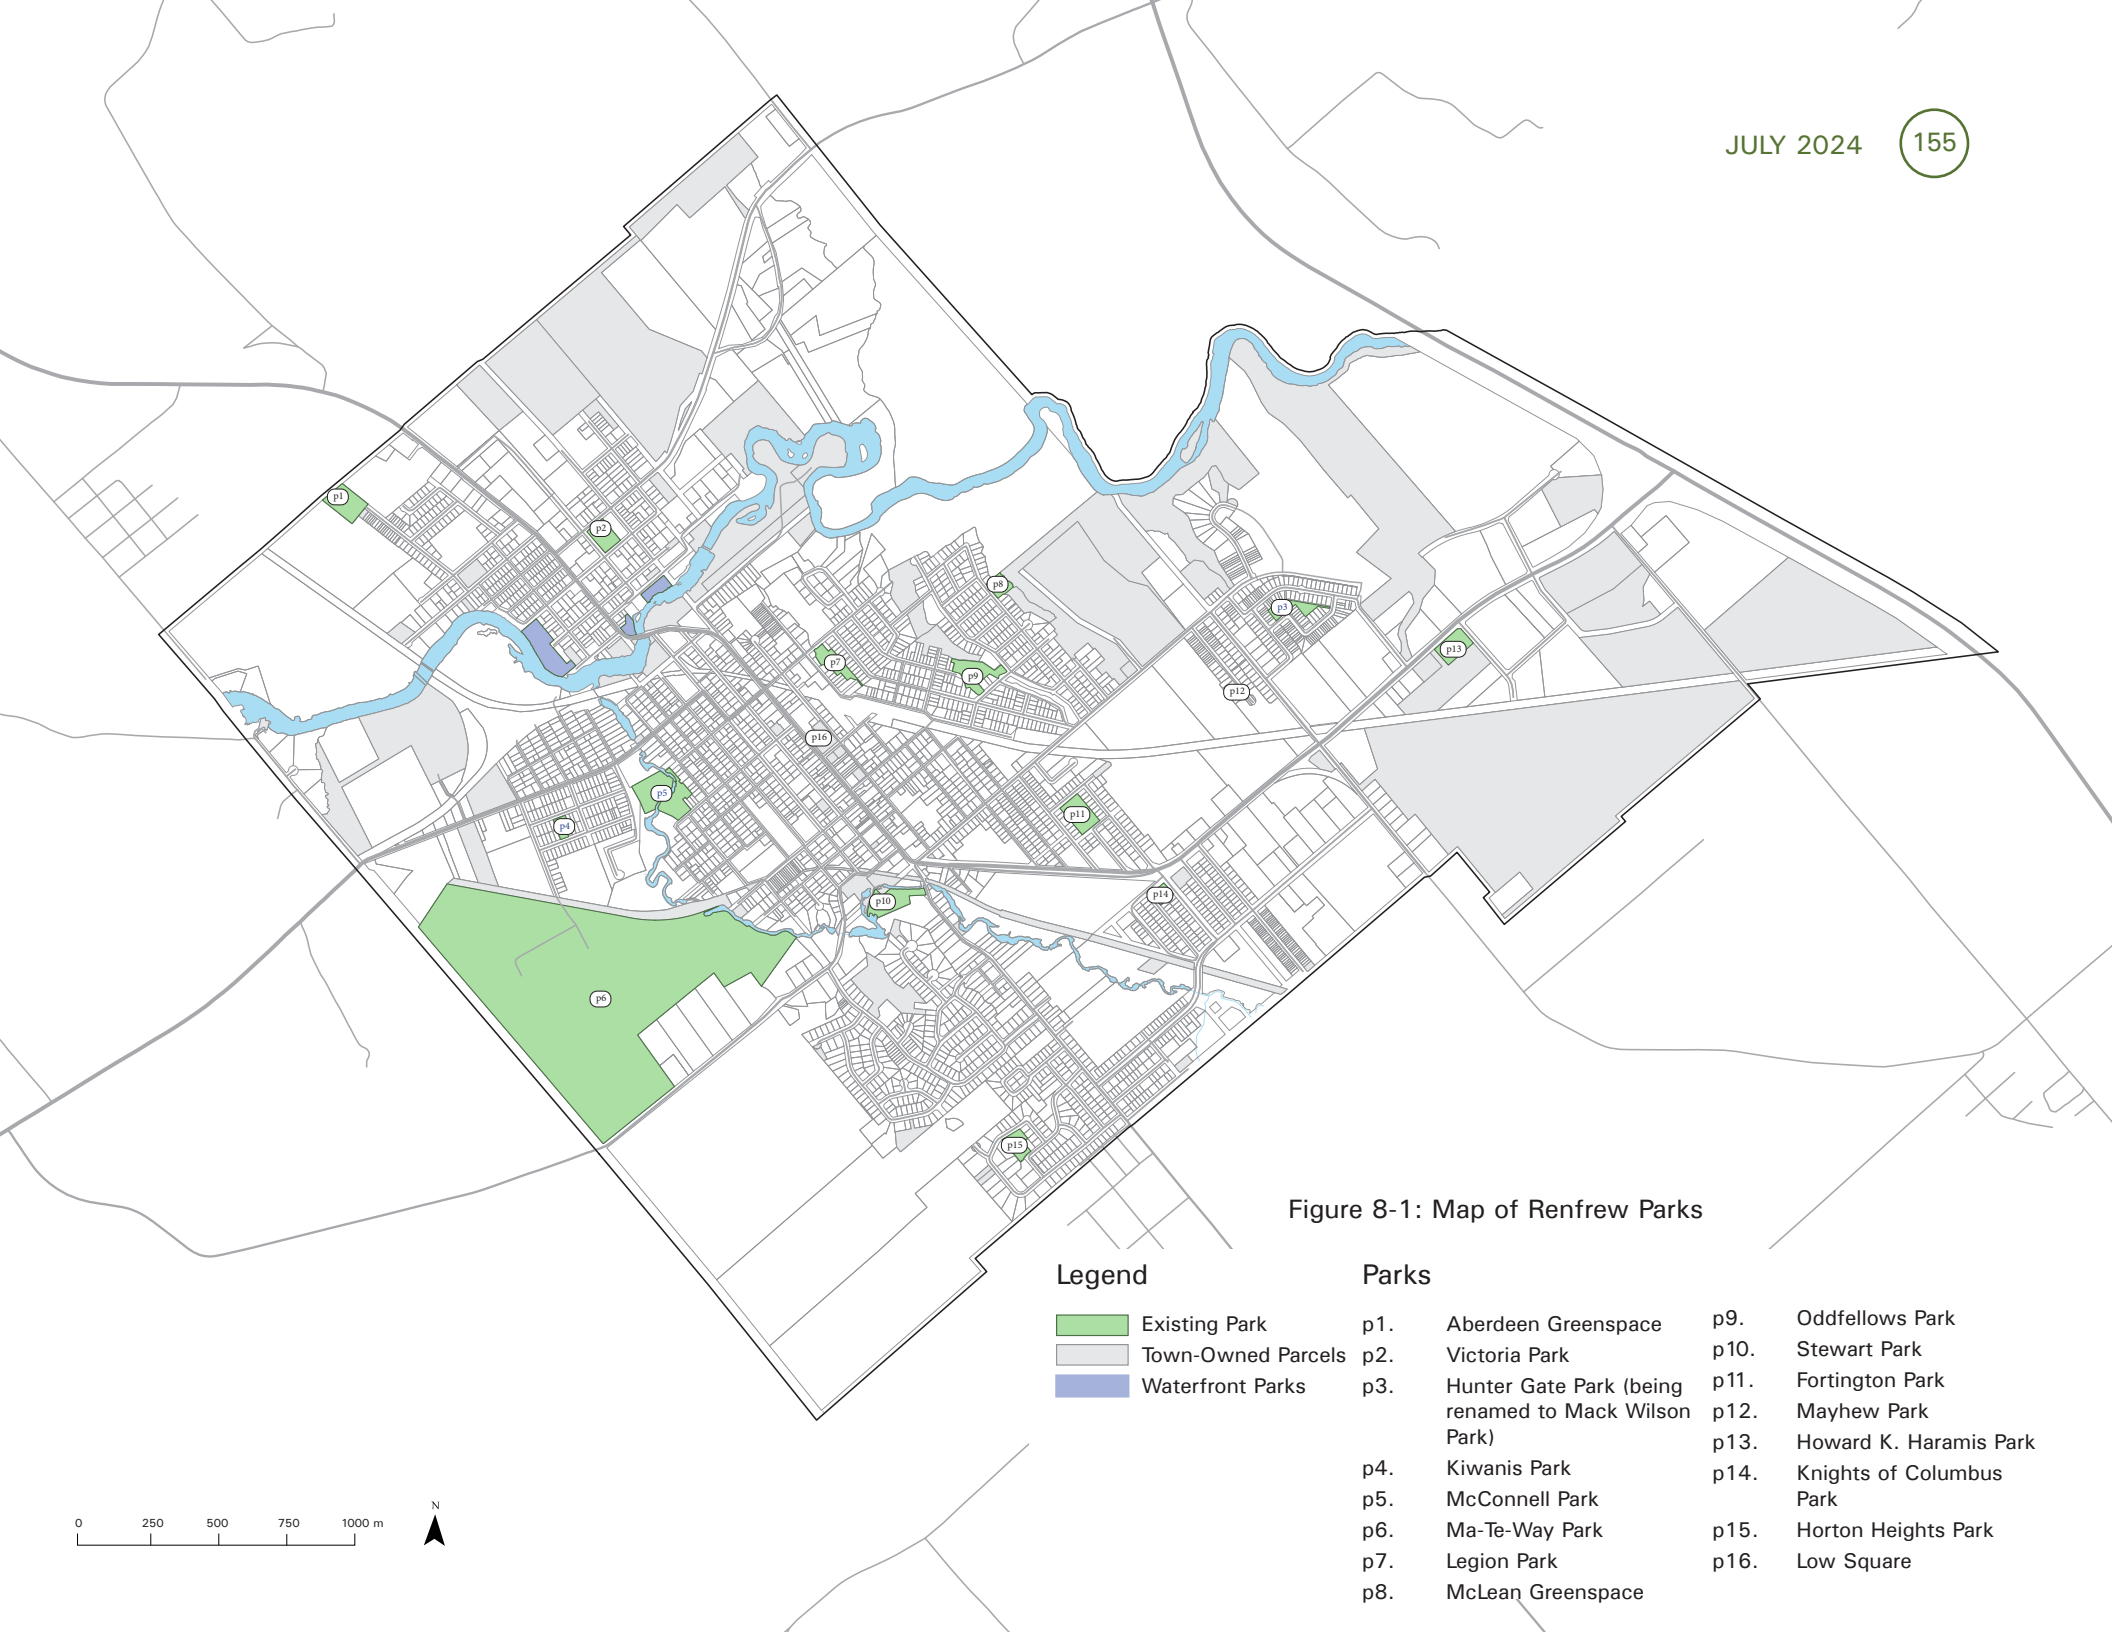 JULY 2024 155
p1
p2
p8
p3
p13
p7
p9
p12
p16
p5
p11
p4
p14
p10
p6
p15
Figure 8-1: Map of Renfrew Parks
Legend
Existing Park
Town-Owned Parcels
Waterfront Parks
Parks
p1. Aberdeen Greenspace
p2. Victoria Park
p3. Hunter Gate Park (being
renamed to Mack Wilson
Park)
p4. Kiwanis Park
p5. McConnell Park
p6. Ma-Te-Way Park
p7. Legion Park
p8. McLean Greenspace
p9. Oddfellows Park
p10. Stewart Park
p11. Fortington Park
p12. Mayhew Park
p13. Howard K. Haramis Park
p14. Knights of Columbus
Park
p15. Horton Heights Park
p16. Low Square
0 250 500 750 1000 m
N